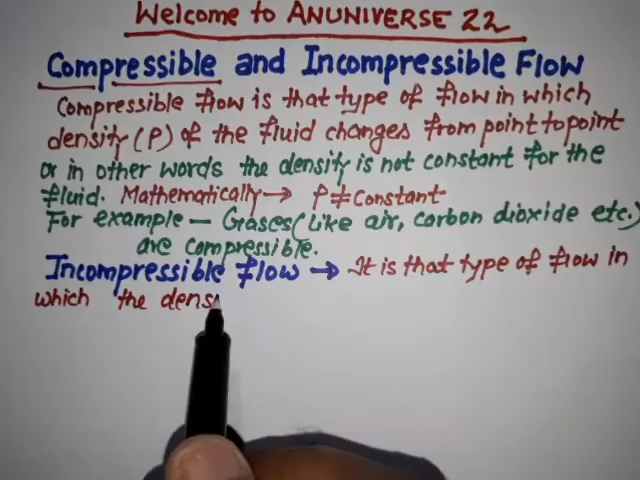 Welcome to ANUNIVERSE 22
Compressible and Incompressible Flow
Compressible flow is that type of flow in which
density (ρ) of the fluid changes from point to point
or in other words the density is not constant for the
fluid. Mathematically → ρ ≠ Constant
For example - Gases (like air, carbon dioxide etc.)
are compressible.
Incompressible flow → It is that type of flow in
which the dens